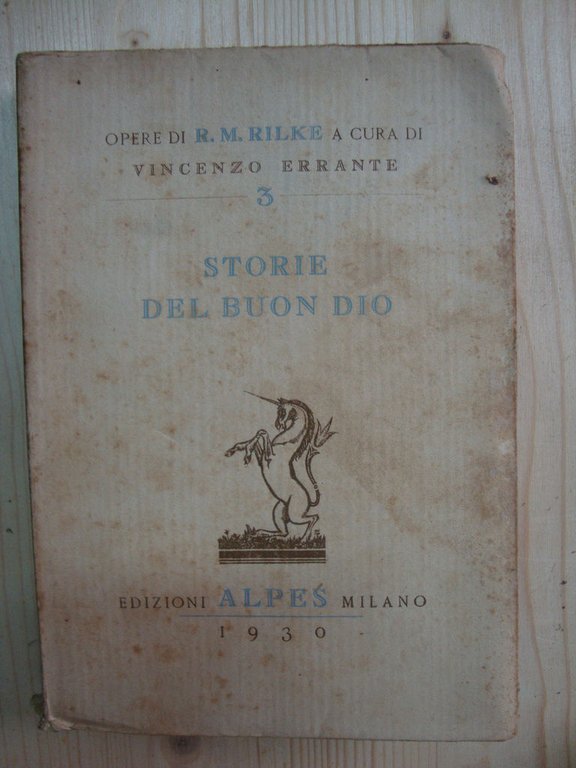 OPERE DI R. M. RILKE A CURA DI
VINCENZO ERRANTE
3
STORIE
DEL BUON DIO
EDIZIONI ALPES MILANO
1930